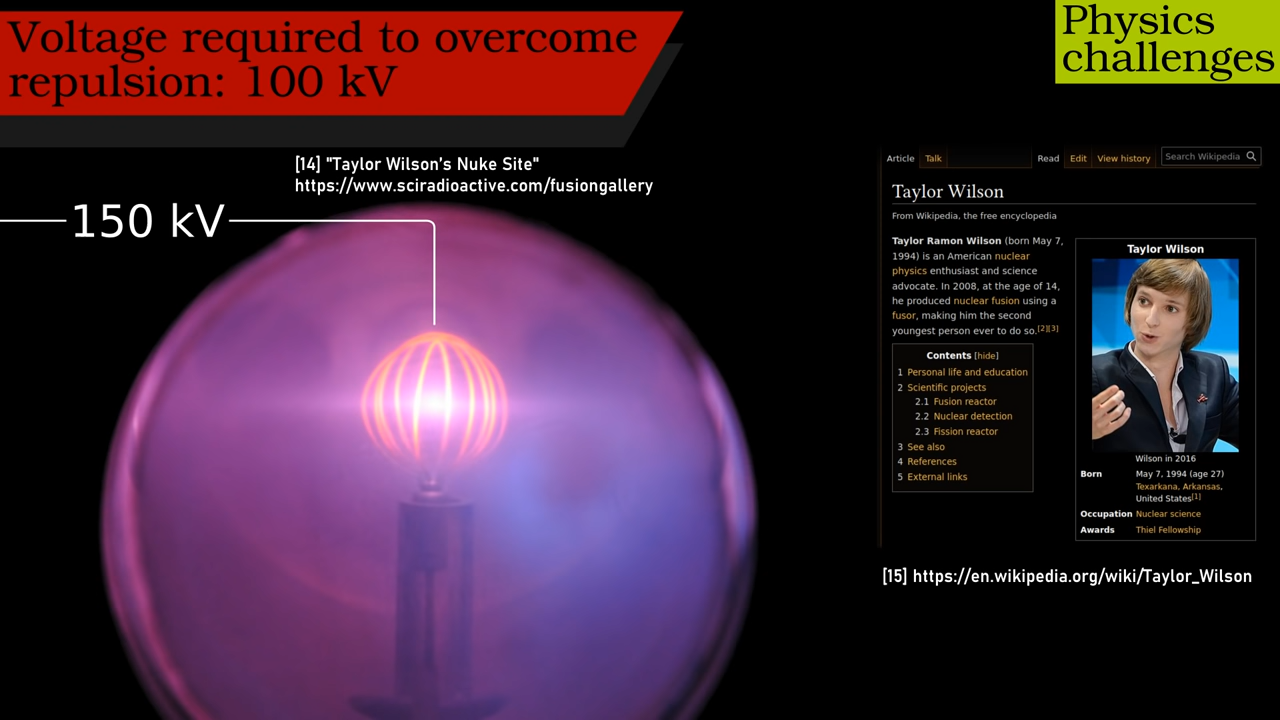 Voltage required to overcome
repulsion: 100 kV
Physics
challenges
[14] "Taylor Wilson's Nuke Site"
https://www.sciradioactive.com/fusiongallery
150 kV
Article Talk Read Edit View history Search Wikipedia
Taylor Wilson
From Wikipedia, the free encyclopedia
Taylor Ramon Wilson (born May 7,
1994) is an American nuclear
physics enthusiast and science
advocate. In 2008, at the age of 14,
he produced nuclear fusion using a
fusor, making him the second
youngest person ever to do so.[2][3]
Contents [hide]
1 Personal life and education
2 Scientific projects
2.1 Fusion reactor
2.2 Nuclear detection
2.3 Fission reactor
3 See also
4 References
5 External links
Taylor Wilson
Wilson in 2016
Born May 7, 1994 (age 27)
Texarkana, Arkansas,
United States[1]
Occupation Nuclear science
Awards Thiel Fellowship
[15] https://en.wikipedia.org/wiki/Taylor_Wilson